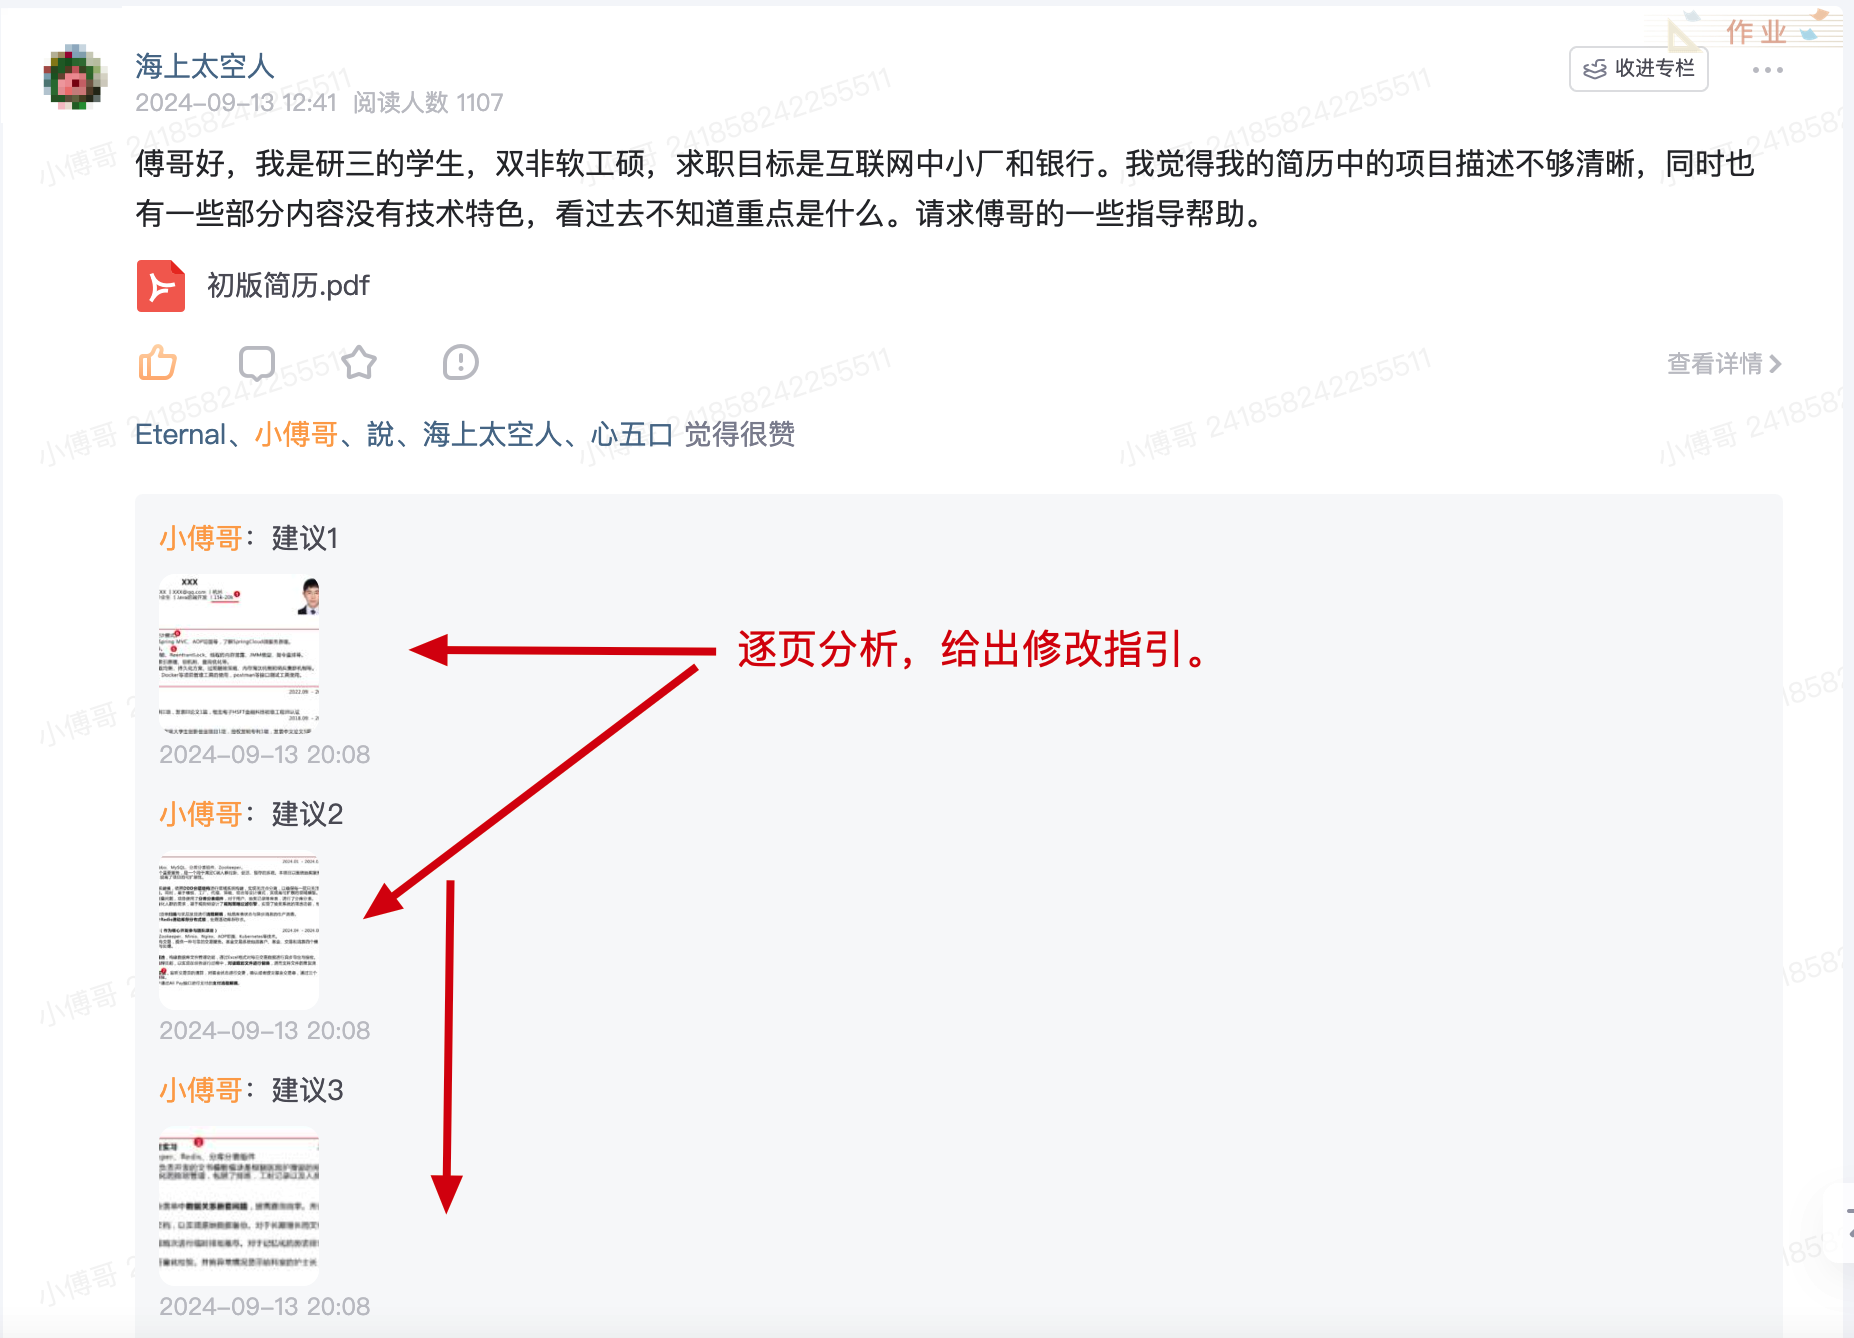 作业
海上太空人
收进专栏
2024-09-13 12:41 阅读人数 1107
傅哥好，我是研三的学生，双非软工硕，求职目标是互联网中小厂和银行。我觉得我的简历中的项目描述不够清晰，同时也
有一些部分内容没有技术特色，看过去不知道重点是什么。请求傅哥的一些指导帮助。
初版简历.pdf
查看详情
Eternal、小傅哥、説、海上太空人、心五口 觉得很赞
小傅哥：建议1
XXX
逐页分析，给出修改指引。
2024-09-13 20:08
小傅哥：建议2
2024-09-13 20:08
小傅哥：建议3
2024-09-13 20:08
小傅哥 241858242255511